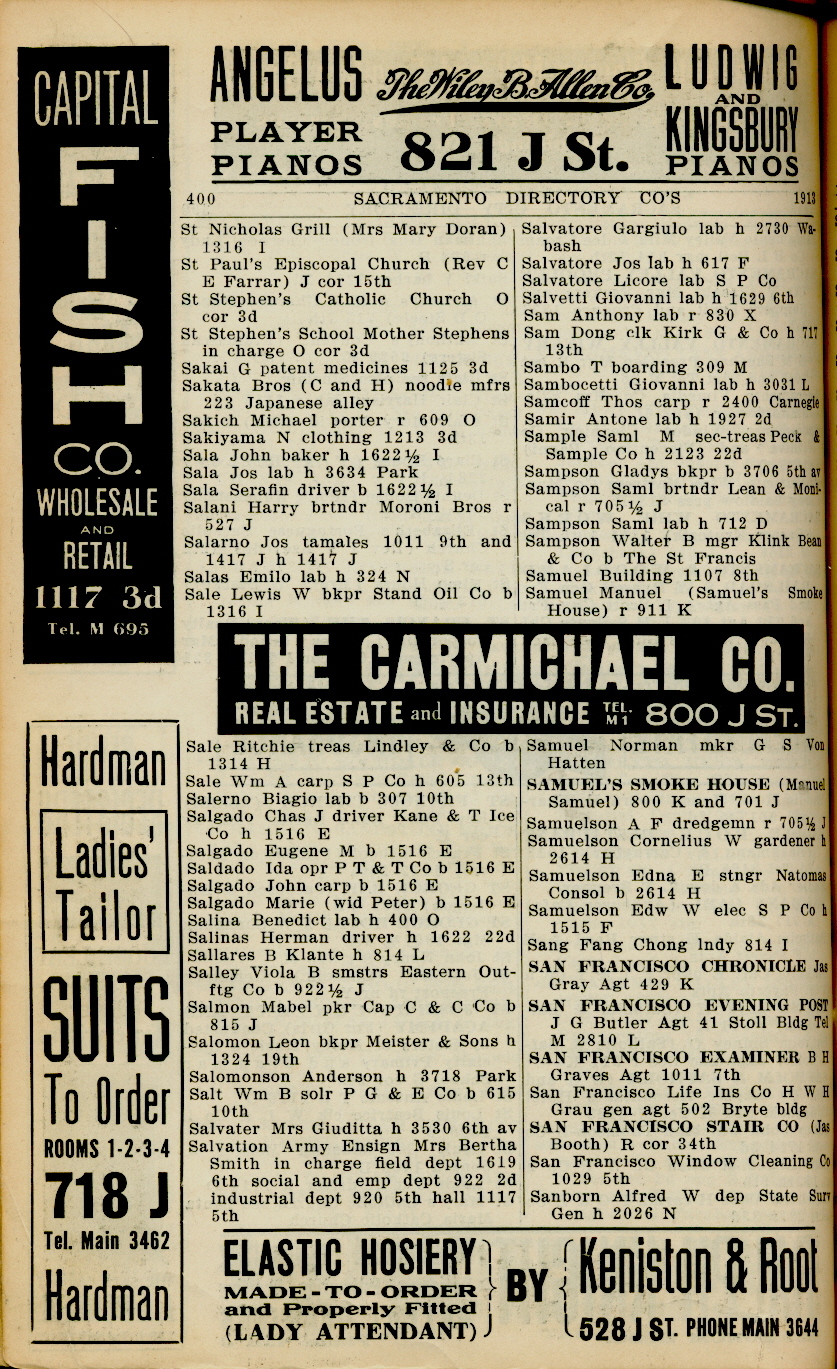 CAPITAL
FISH
CO.
WHOLESALE
AND
RETAIL
1117 3d
Tel. M 695
ANGELUS
PLAYER
PIANOS
The Wiley B. Allen Co.
821 J St.
LUDWIG
AND
KINGSBURY
PIANOS
400 SACRAMENTO DIRECTORY CO'S 1913
St Nicholas Grill (Mrs Mary Doran)
1316 I
St Paul's Episcopal Church (Rev C
E Farrar) J cor 15th
St Stephen's Catholic Church O
cor 3d
St Stephen's School Mother Stephens
in charge O cor 3d
Sakai G patent medicines 1125 3d
Sakata Bros (C and H) noodle mfrs
223 Japanese alley
Sakich Michael porter r 609 O
Sakiyama N clothing 1213 3d
Sala John baker h 1622½ I
Sala Jos lab h 3634 Park
Sala Serafin driver b 1622½ I
Salani Harry brtndr Moroni Bros r
527 J
Salarno Jos tamales 1011 9th and
1417 J h 1417 J
Salas Emilo lab h 324 N
Sale Lewis W bkpr Stand Oil Co b
1316 I
Salvatore Gargiulo lab h 2730 Wa-
bash
Salvatore Jos lab h 617 F
Salvatore Licore lab S P Co
Salvetti Giovanni lab h 1629 6th
Sam Anthony lab r 830 X
Sam Dong clk Kirk G & Co h 717
13th
Sambo T boarding 309 M
Sambocetti Giovanni lab h 3031 L
Samcoff Thos carp r 2400 Carnegie
Samir Antone lab h 1927 2d
Sample Saml M sec-treas Peck &
Sample Co h 2123 22d
Sampson Gladys bkpr b 3706 5th av
Sampson Saml brtndr Lean & Moni-
cal r 705½ J
Sampson Saml lab h 712 D
Sampson Walter B mgr Klink Bean
& Co b The St Francis
Samuel Building 1107 8th
Samuel Manuel (Samuel's Smoke
House) r 911 K
THE CARMICHAEL CO.
REAL ESTATE and INSURANCE TEL. M 1 800 J ST.
Hardman
Ladies'
Tailor
SUITS
To Order
ROOMS 1-2-3-4
718 J
Tel. Main 3462
Hardman
Sale Ritchie treas Lindley & Co b
1314 H
Sale Wm A carp S P Co h 605 13th
Salerno Biagio lab b 307 10th
Salgado Chas J driver Kane & T Ice
Co h 1516 E
Salgado Eugene M b 1516 E
Saldado Ida opr P T & T Co b 1516 E
Salgado John carp b 1516 E
Salgado Marie (wid Peter) b 1516 E
Salina Benedict lab h 400 O
Salinas Herman driver h 1622 22d
Sallares B Klante h 814 L
Salley Viola B smstrs Eastern Out-
ftg Co b 922½ J
Salmon Mabel pkr Cap C & C Co b
815 J
Salomon Leon bkpr Meister & Sons h
1324 19th
Salomonson Anderson h 3718 Park
Salt Wm B solr P G & E Co b 615
10th
Salvater Mrs Giuditta h 3530 6th av
Salvation Army Ensign Mrs Bertha
Smith in charge field dept 1619
6th social and emp dept 922 2d
industrial dept 920 5th hall 1117
5th
Samuel Norman mkr G S Von
Hatten
SAMUEL'S SMOKE HOUSE (Manuel
Samuel) 800 K and 701 J
Samuelson A F dredgemn r 705½ J
Samuelson Cornelius W gardener h
2614 H
Samuelson Edna E stngr Natomas
Consol b 2614 H
Samuelson Edw W elec S P Co h
1515 F
Sang Fang Chong lndy 814 I
SAN FRANCISCO CHRONICLE Jas
Gray Agt 429 K
SAN FRANCISCO EVENING POST
J G Butler Agt 41 Stoll Bldg Tel
M 2810 L
SAN FRANCISCO EXAMINER B H
Graves Agt 1011 7th
San Francisco Life Ins Co H W H
Grau gen agt 502 Bryte bldg
SAN FRANCISCO STAIR CO (Jas
Booth) R cor 34th
San Francisco Window Cleaning Co
1029 5th
Sanborn Alfred W dep State Surv
Gen h 2026 N
ELASTIC HOSIERY
MADE-TO-ORDER
and Properly Fitted
(LADY ATTENDANT)
BY
Keniston & Root
528 J ST. PHONE MAIN 3644